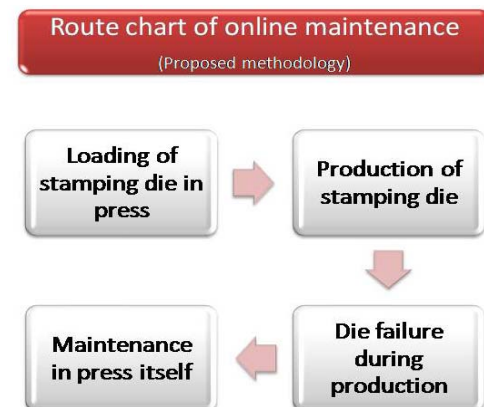 Route chart of online maintenance
(Proposed methodology)
Loading of
stamping die in
press
Production of
stamping die
Die failure
during
production
Maintenance
in press itself